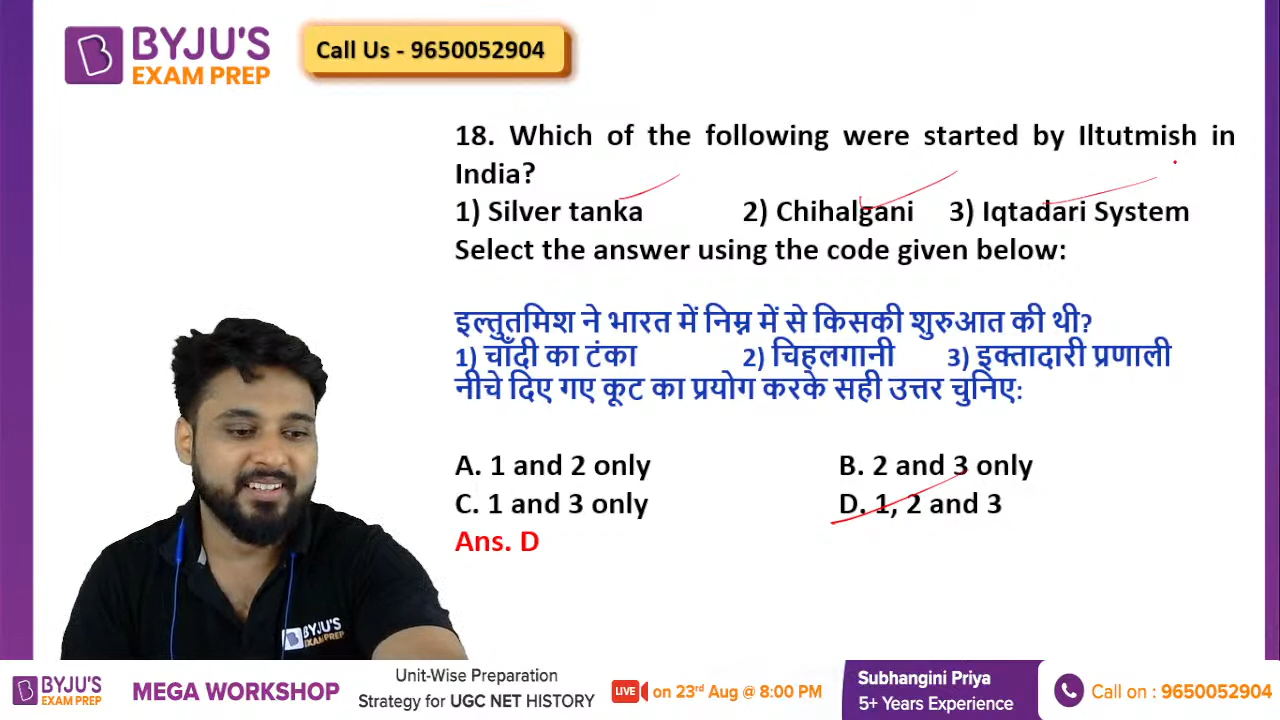 BYJU'S
EXAM PREP
Call Us - 9650052904
18. Which of the following were started by Iltutmish in
India?
1) Silver tanka 2) Chihalgani 3) Iqtadari System
Select the answer using the code given below:
इल्तुतमिश ने भारत में निम्न में से किसकी शुरुआत की थी?
1) चाँदी का टंका 2) चिहलगानी 3) इक्तादारी प्रणाली
नीचे दिए गए कूट का प्रयोग करके सही उत्तर चुनिए:
A. 1 and 2 only B. 2 and 3 only
C. 1 and 3 only D. 1, 2 and 3
Ans. D
BYJU'S
EXAM PREP
BYJU'S
EXAM PREP
MEGA WORKSHOP
Unit-Wise Preparation
Strategy for UGC NET HISTORY
LIVE on 23rd Aug @ 8:00 PM
Subhangini Priya
5+ Years Experience
Call on : 9650052904